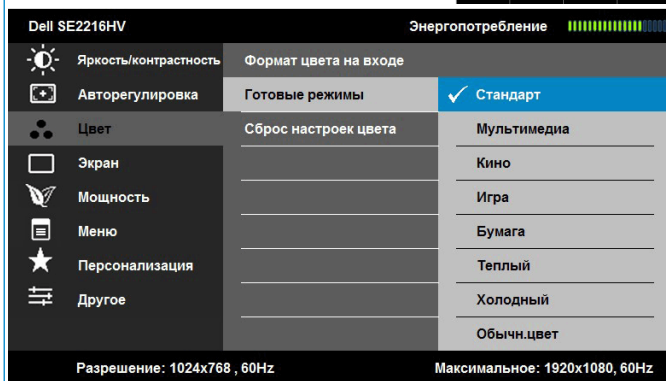 Dell SE2216HV Энергопотребление
Яркость/контрастность Формат цвета на входе
Авторегулировка Готовые режимы Стандарт
Цвет Сброс настроек цвета Мультимедиа
Экран Кино
Мощность Игра
Меню Бумага
Персонализация Теплый
Другое Холодный
Обычн.цвет
Разрешение: 1024x768 , 60Hz Максимальное: 1920x1080, 60Hz